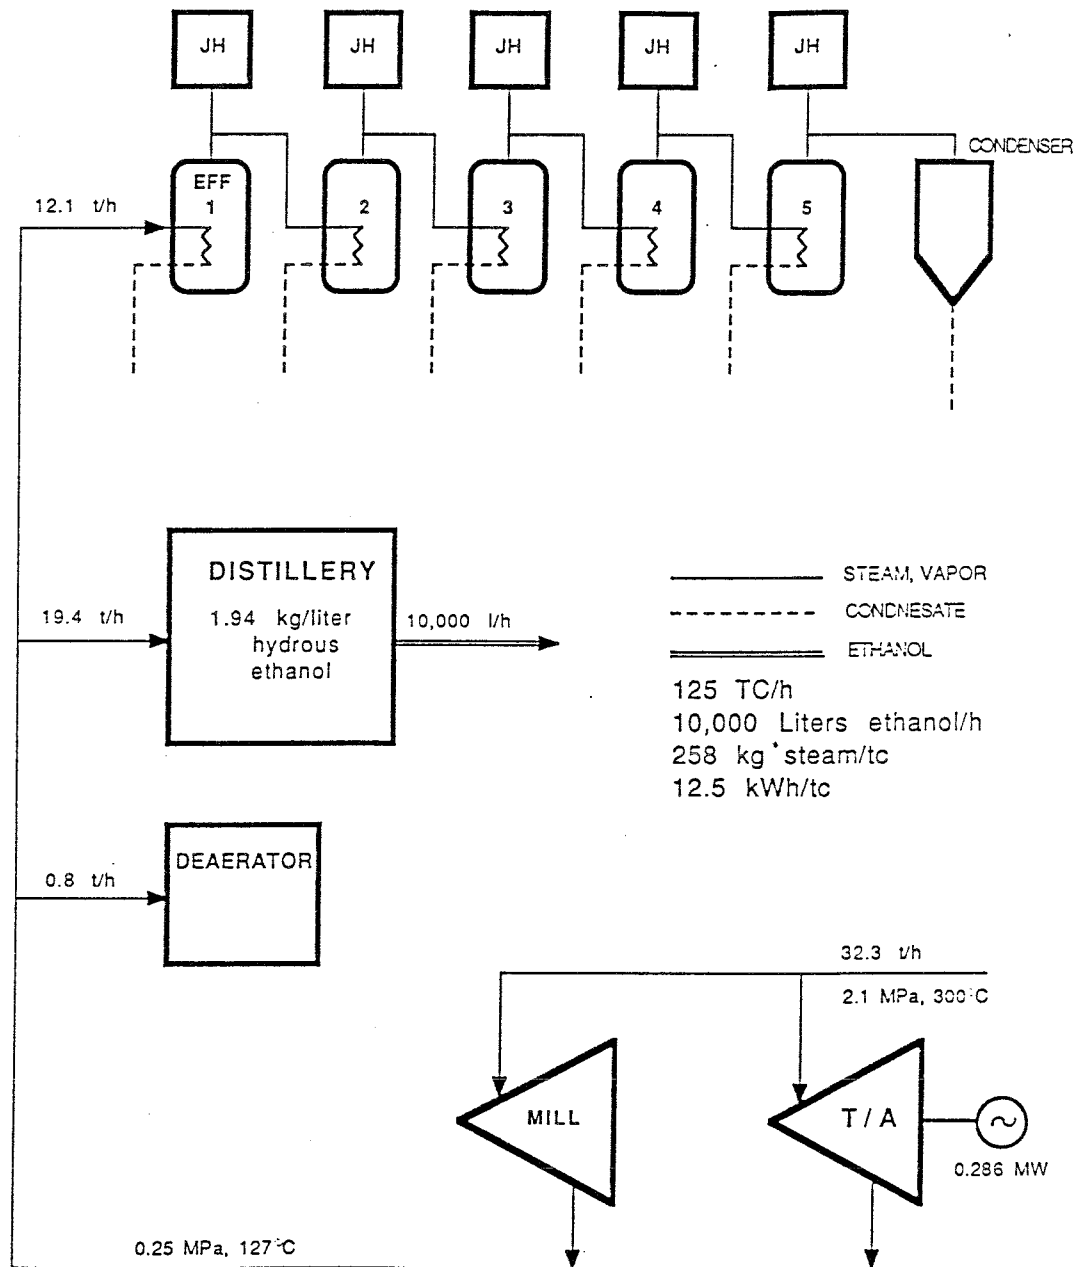 JH
JH
JH
JH
JH
CONDENSER
EFF
1
2
3
4
5
12.1 t/h
DISTILLERY
1.94 kg/liter
hydrous
ethanol
19.4 t/h
10,000 l/h
STEAM, VAPOR
CONDNESATE
ETHANOL
125 TC/h
10,000 Liters ethanol/h
258 kg steam/tc
12.5 kWh/tc
DEAERATOR
0.8 t/h
32.3 t/h
2.1 MPa, 300°C
MILL
T/A
~
0.286 MW
0.25 MPa, 127°C